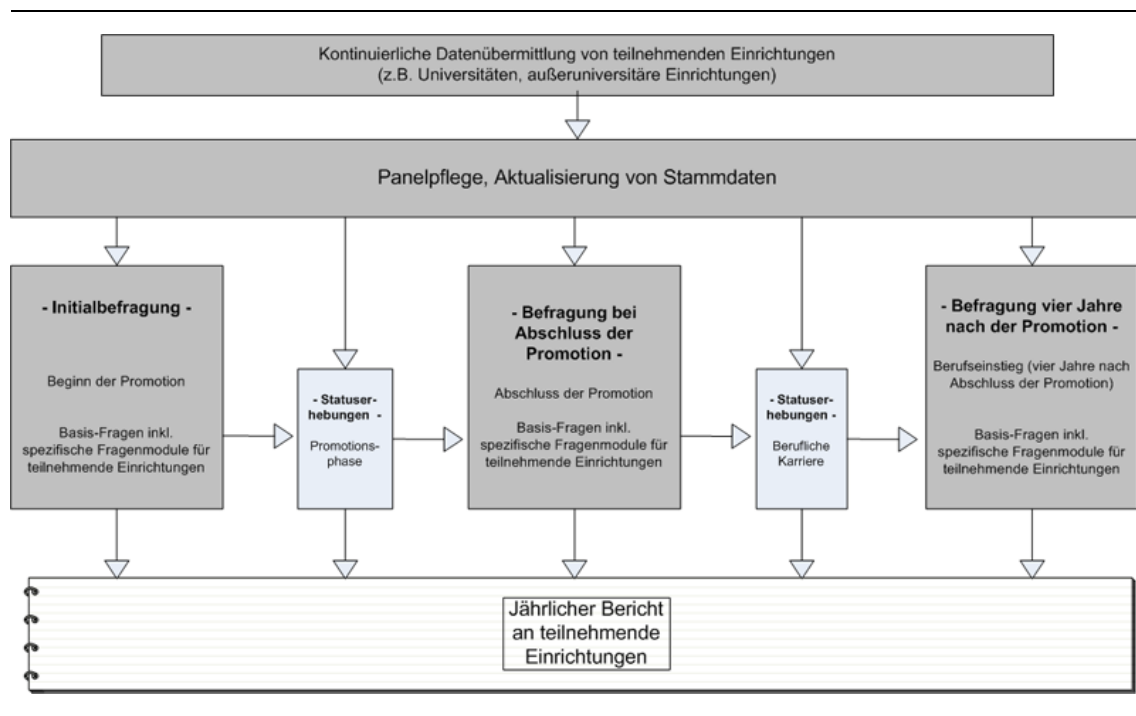 Kontinuierliche Datenübermittlung von teilnehmenden Einrichtungen
(z.B. Universitäten, außeruniversitäre Einrichtungen)
Panelpflege, Aktualisierung von Stammdaten
- Initialbefragung -
Beginn der Promotion
Basis-Fragen inkl.
spezifische Fragenmodule für
teilnehmende Einrichtungen
- Statuser-
hebungen -
Promotions-
phase
- Befragung bei
Abschluss der
Promotion -
Abschluss der Promotion
Basis-Fragen inkl.
spezifische Fragenmodule für
teilnehmende Einrichtungen
- Statuser-
hebungen -
Berufliche
Karriere
- Befragung vier Jahre
nach der Promotion -
Berufseinstieg (vier Jahre nach
Abschluss der Promotion)
Basis-Fragen inkl.
spezifische Fragenmodule für
teilnehmende Einrichtungen
Jährlicher Bericht
an teilnehmende
Einrichtungen